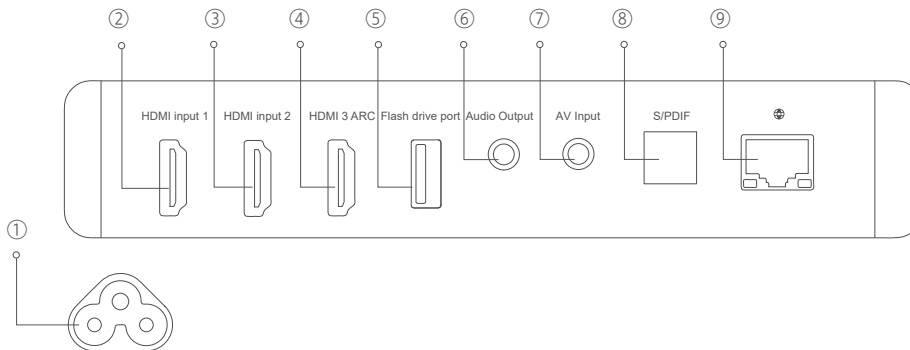 ② ③ ④ ⑤ ⑥ ⑦ ⑧ ⑨
HDMI input 1 HDMI input 2 HDMI 3 ARC Flash drive port Audio Output AV Input S/PDIF
①